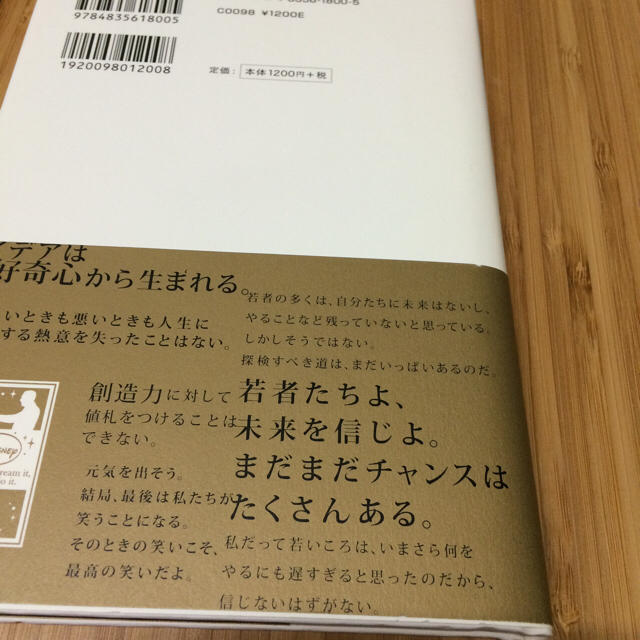 9784835618005
C0098 ¥1200E
1920098012008
定価： 本体1200円+税
デアは
好奇心から生まれる。
いときも悪いときも人生に
する熱意を失ったことはない。
若者の多くは、自分たちに未来はないし、
やることなど残っていないと思っている。
しかしそうではない。
探検すべき道は、まだいっぱいあるのだ。
創造力に対して
値札をつけることは
できない。
若者たちよ、
未来を信じよ。
まだまだチャンスは
たくさんある。
元気を出そう。
結局、最後は私たちが
笑うことになる。
そのときの笑いこそ、
最高の笑いだよ。
私だって若いころは、いまさら何を
やるにも遅すぎると思ったのだから、
信じないはずがない。